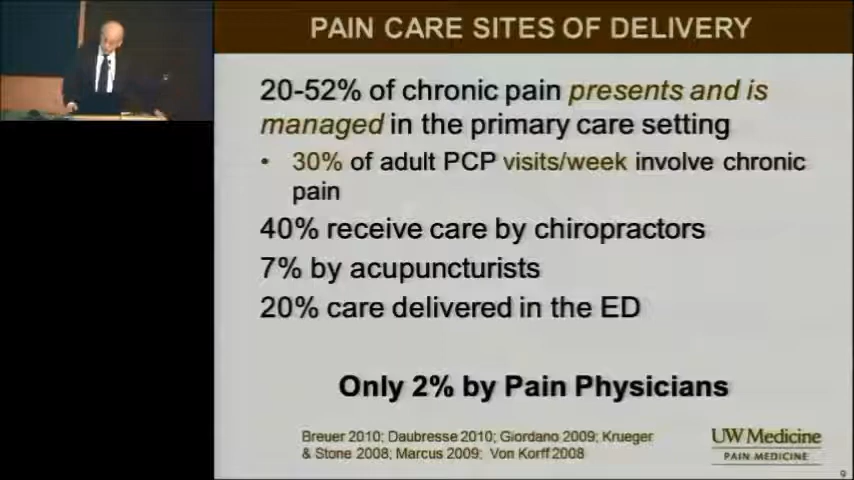 PAIN CARE SITES OF DELIVERY
20-52% of chronic pain presents and is
managed in the primary care setting
• 30% of adult PCP visits/week involve chronic
pain
40% receive care by chiropractors
7% by acupuncturists
20% care delivered in the ED
Only 2% by Pain Physicians
Breuer 2010; Daubresse 2010; Giordano 2009; Krueger
& Stone 2008; Marcus 2009; Von Korff 2008
UW Medicine
PAIN MEDICINE
9